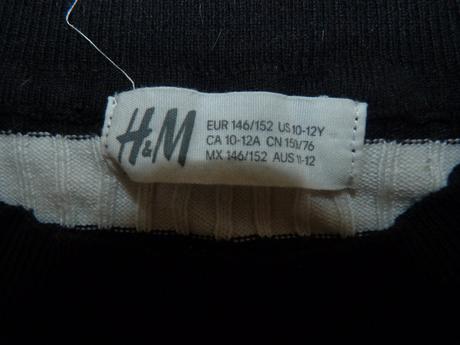 H&M
EUR 146/152 US 10-12Y
CA 10-12A CN 150/76
MX 146/152 AUS 11-12